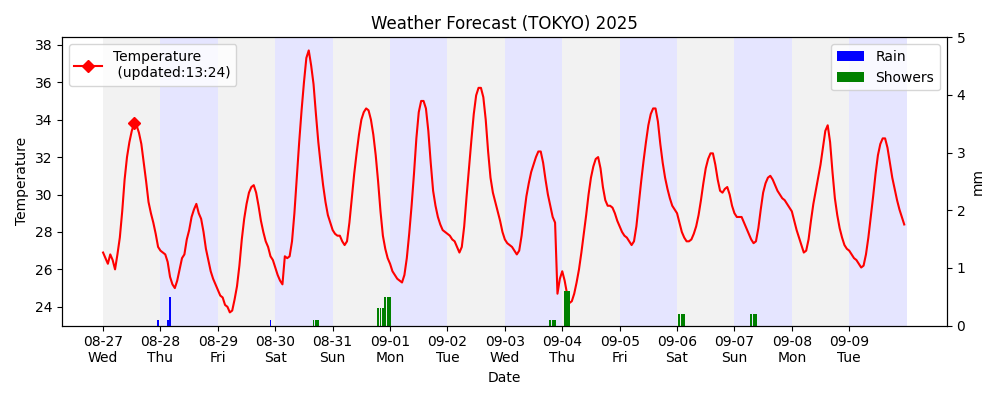 Weather Forecast (TOKYO) 2025
Temperature
(updated:13:24)
Rain
Showers
38
36
34
32
30
28
26
24
Temperature
5
4
3
2
1
0
mm
08-27 08-28 08-29 08-30 08-31 09-01 09-02 09-03 09-04 09-05 09-06 09-07 09-08 09-09
Wed Thu Fri Sat Sun Mon Tue Wed Thu Fri Sat Sun Mon Tue
Date